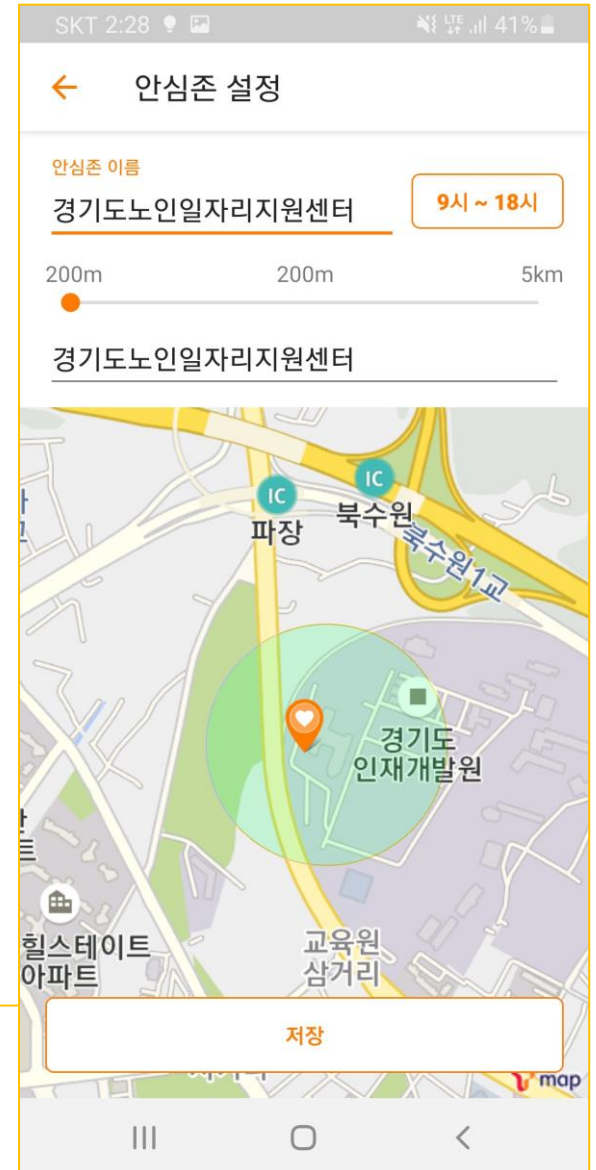 SKT 2:28 LTE 41%
안심존 설정
안심존 이름
경기도노인일자리지원센터 9시 ~ 18시
200m 200m 5km
경기도노인일자리지원센터
IC
IC
파장
북수원
북수원1교
경기도
인재개발원
힐스테이트
아파트
교육원
삼거리
저장
map